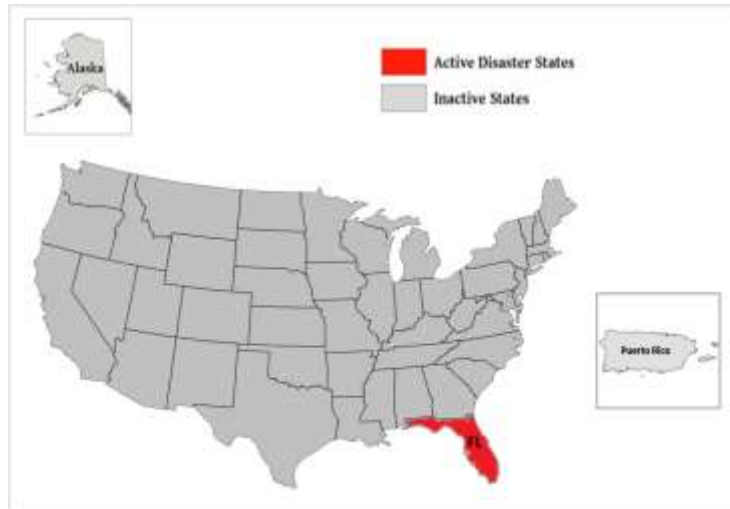 Alaska
Active Disaster States
Inactive States
Puerto Rico
FL